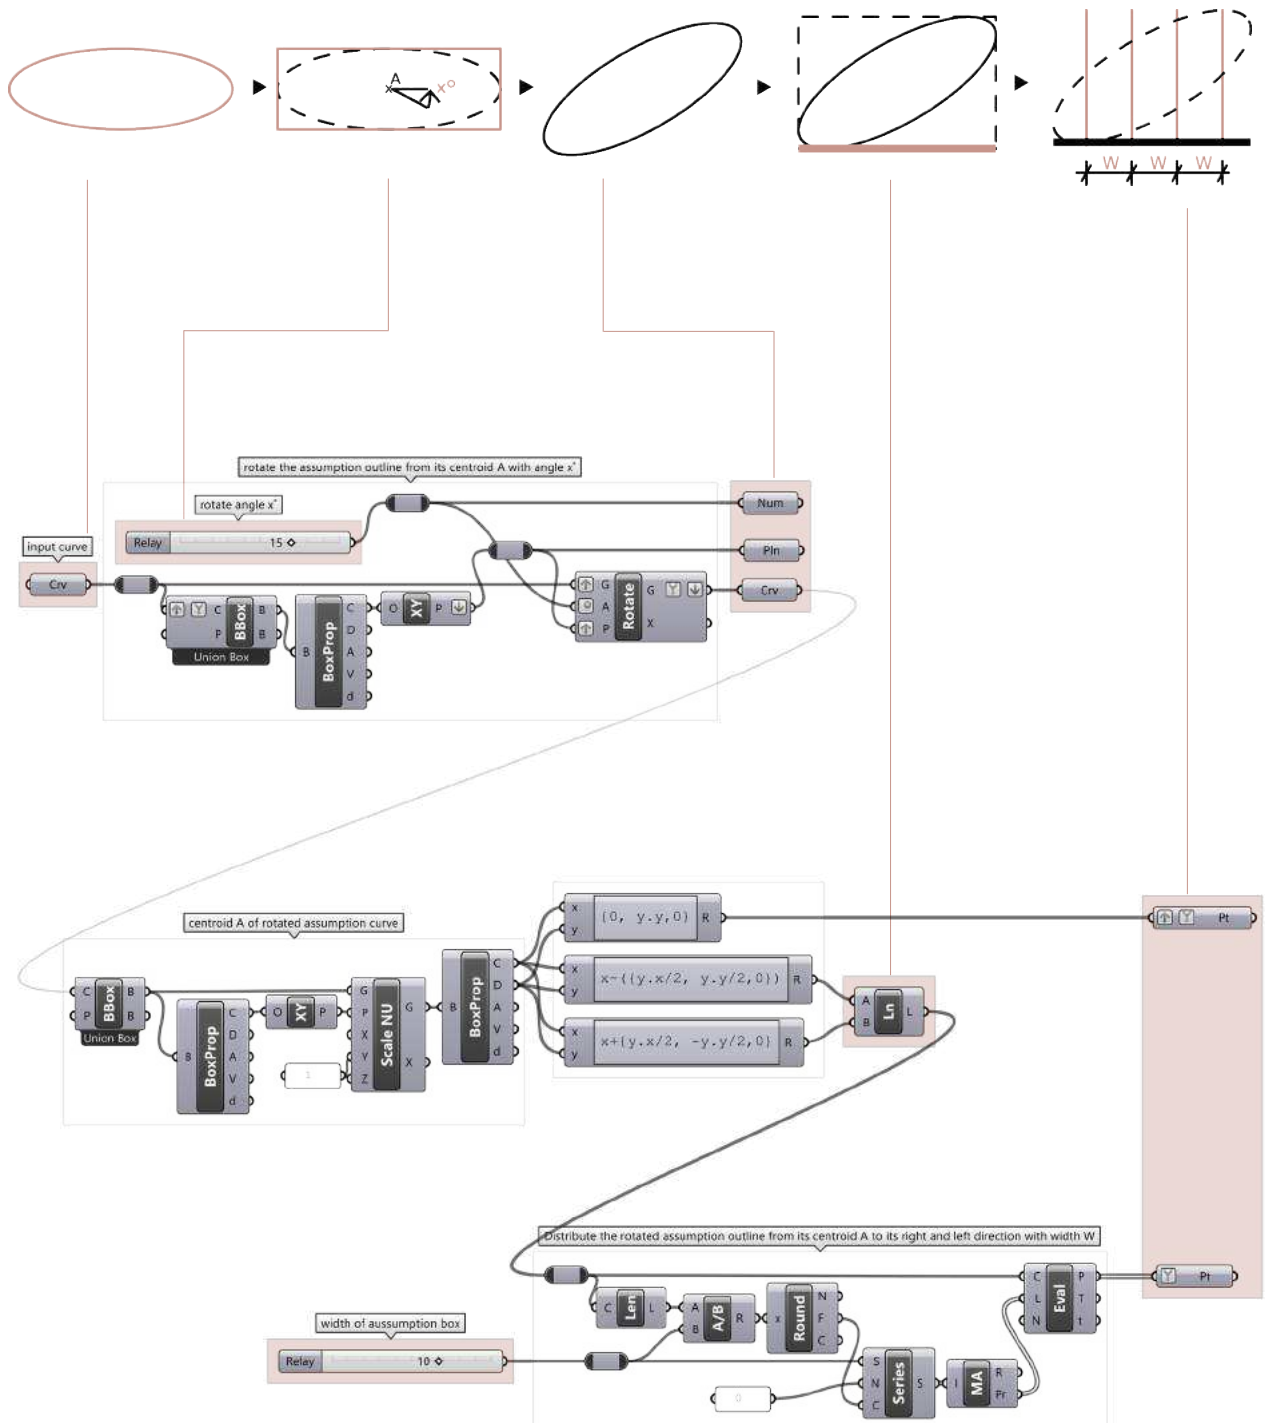 A
x°
W W W
rotate the assumption outline from its centroid A with angle x°
rotate angle x°
Relay 15
input curve
Crv
Num
Pln
Crv
C P BBox B B
Union Box
B BoxProp C D A V d
O XY P
G A P Rotate G X
centroid A of rotated assumption curve
C P BBox B B
Union Box
B BoxProp C D A V d
O XY P
1
G P X Y Z Scale NU G X
B BoxProp C D A V d
x y {0, y.y,0} R
x y x-({y.x/2, y.y/2,0}) R
x y x+{y.x/2, -y.y/2,0} R
A B Ln L
Pt
Distribute the rotated assumption outline from its centroid A to its right and left direction with width W
C Len L
A B A/B R
x Round N F C
C L N Eval P T t
Pt
width of aussumption box
Relay 10
0
S N C Series S
I MA R Pr